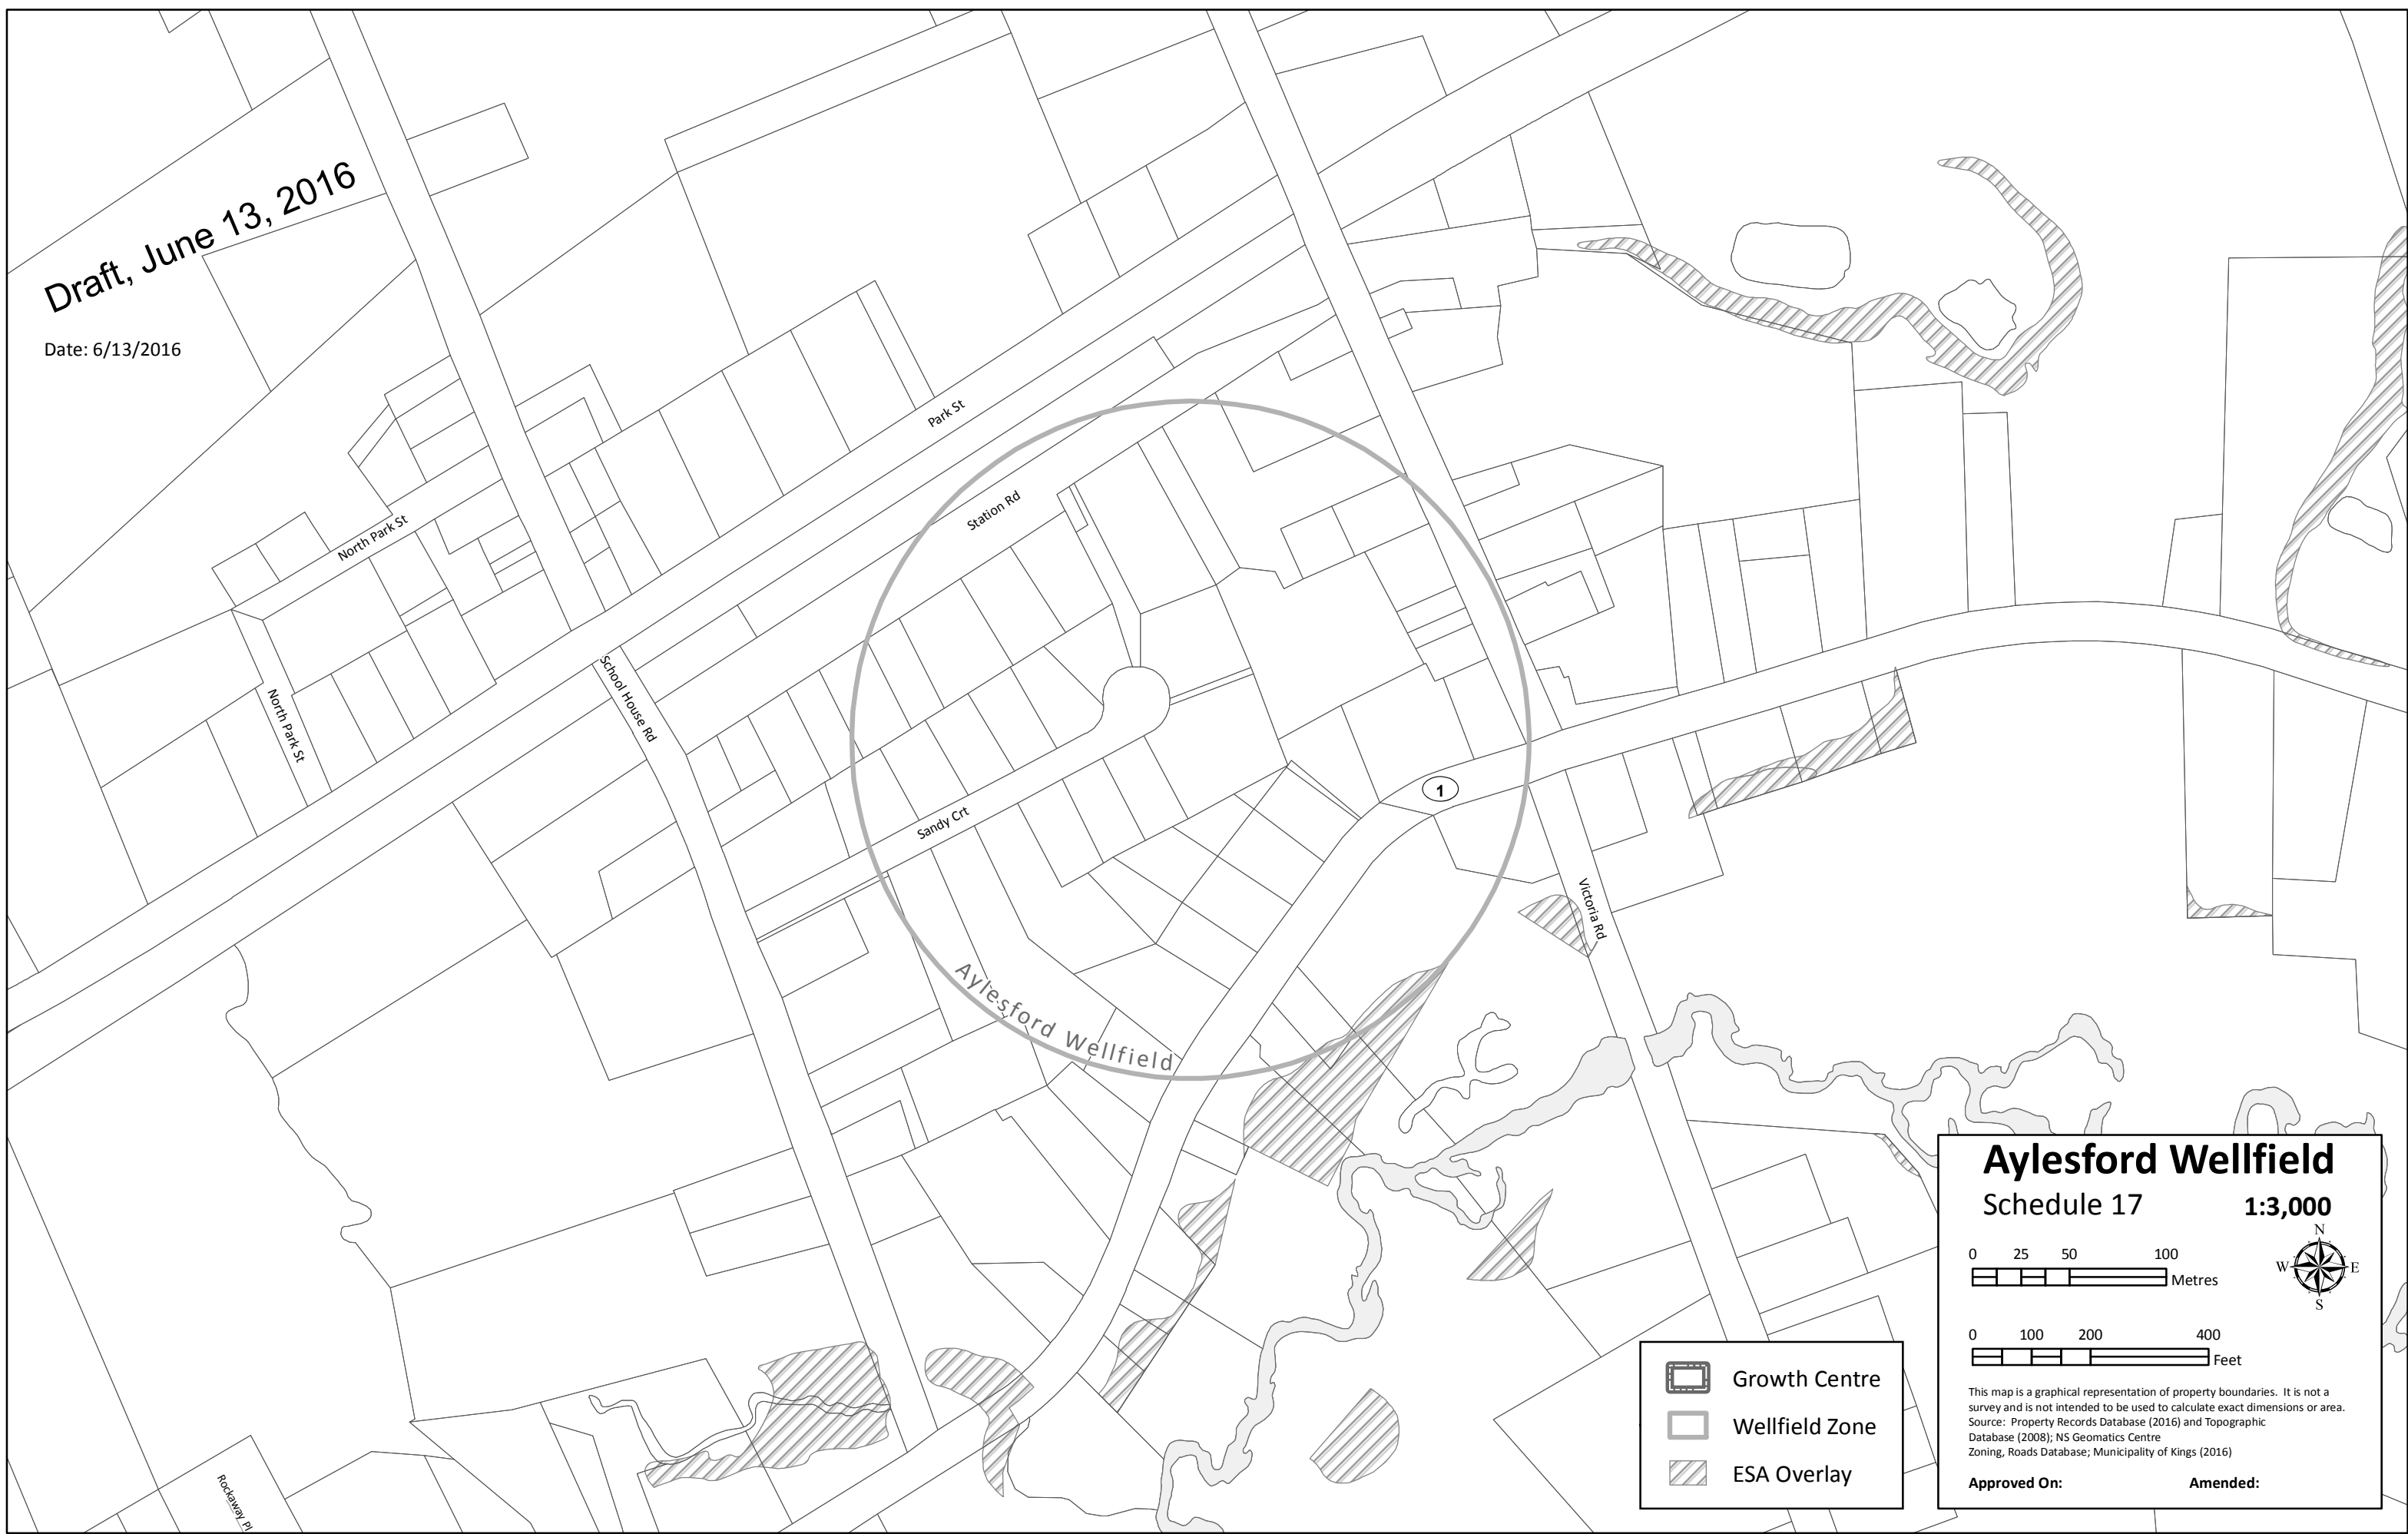 Draft, June 13, 2016
Date: 6/13/2016
Park St
Station Rd
North Park St
School House Rd
North Park St
1
Sandy Crt
Victoria Rd
Aylesford Wellfield
Rockaway Pl
Growth Centre
Wellfield Zone
ESA Overlay
Aylesford Wellfield
Schedule 17 1:3,000
N
W E
S
0 25 50 100
Metres
0 100 200 400
Feet
This map is a graphical representation of property boundaries. It is not a
survey and is not intended to be used to calculate exact dimensions or area.
Source: Property Records Database (2016) and Topographic
Database (2008); NS Geomatics Centre
Zoning, Roads Database; Municipality of Kings (2016)
Approved On: Amended: